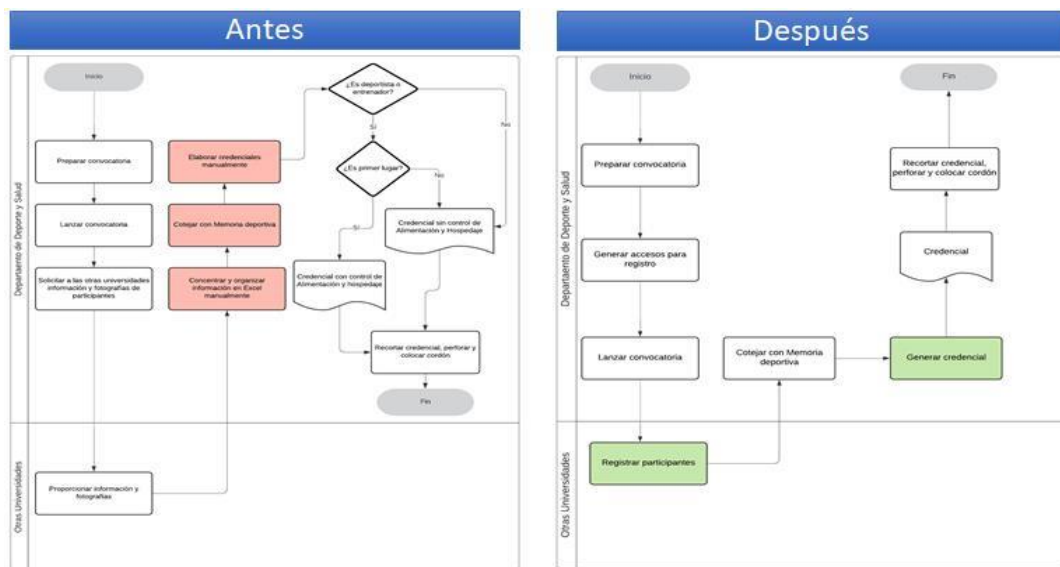 Antes
Departaento de Deporte y Salud
Inicio
Preparar convocatoria
Lanzar convocatoria
Solicitar a las otras universidades
información y fotografías de
participantes
Elaborar credenciales
manualmente
Cotejar con Memoria deportiva
Concentrar y organizar
información en Excel
manualmente
¿Es deportista o
entrenador?
Sí
No
¿Es primer lugar?
Sí
No
Credencial sin control de
Alimentación y Hospedaje
Credencial con control de
Alimentación y hospedaje
Recortar credencial, perforar y
colocar cordón
Fin
Otras Universidades
Proporcionar información y
fotografías
Después
Departaento de Deporte y Salud
Inicio
Preparar convocatoria
Generar accesos para
registro
Lanzar convocatoria
Cotejar con Memoria
deportiva
Generar credencial
Credencial
Recortar credencial,
perforar y colocar cordón
Fin
Otras Universidades
Registrar participantes